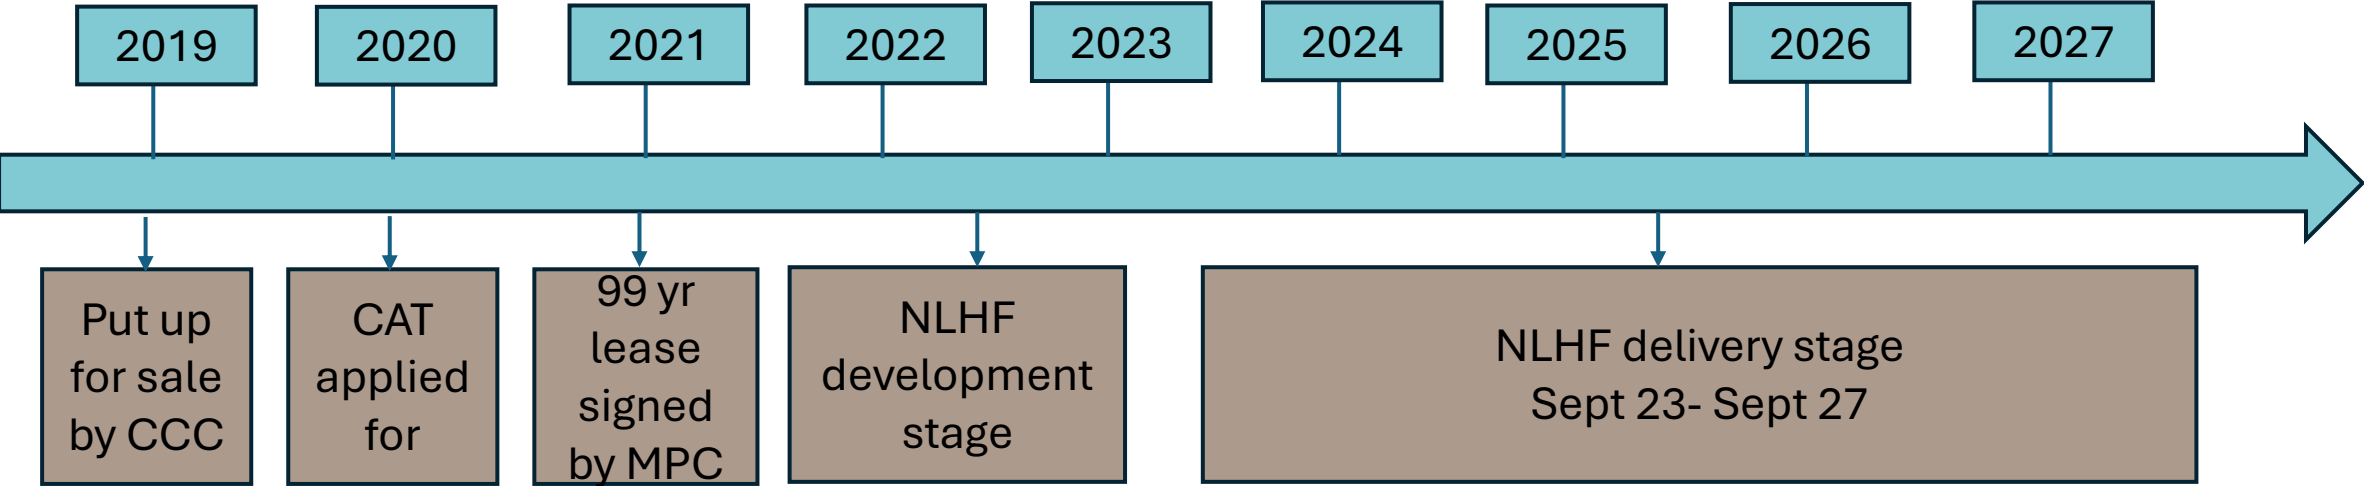 2019
2020
2021
2022
2023
2024
2025
2026
2027
Put up
for sale
by CCC
CAT
applied
for
99 yr
lease
signed
by MPC
NLHF
development
stage
NLHF delivery stage
Sept 23- Sept 27